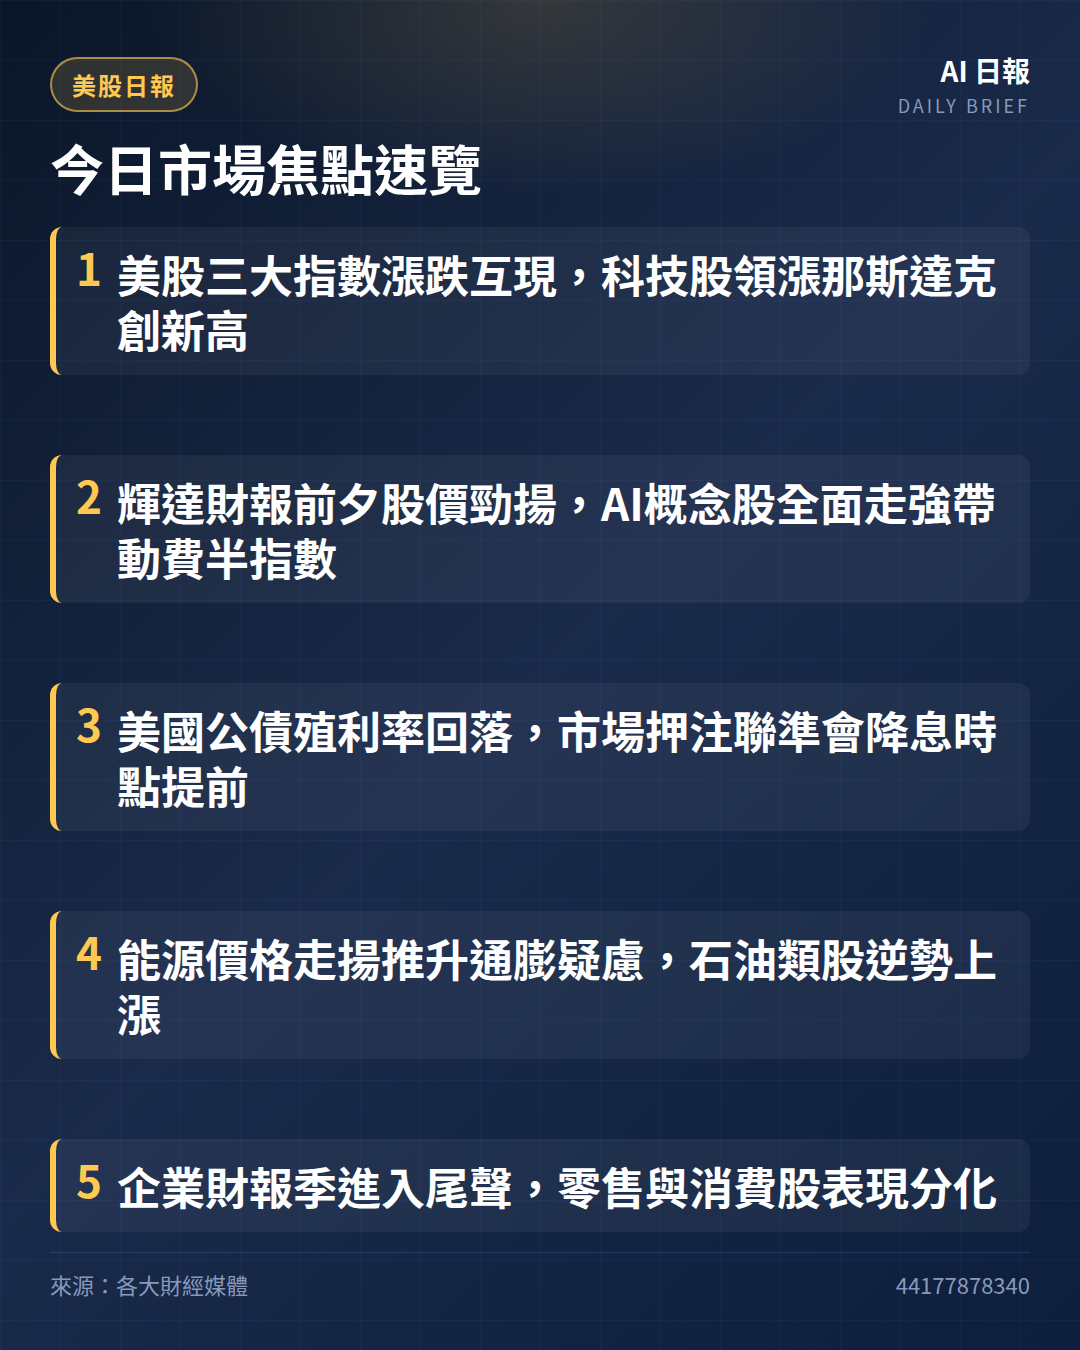 美股日報
AI 日報
DAILY BRIEF
今日市場焦點速覽
1 美股三大指數漲跌互現，科技股領漲那斯達克
創新高
2 輝達財報前夕股價勁揚，AI概念股全面走強帶
動費半指數
3 美國公債殖利率回落，市場押注聯準會降息時
點提前
4 能源價格走揚推升通膨疑慮，石油類股逆勢上
漲
5 企業財報季進入尾聲，零售與消費股表現分化
來源：各大財經媒體
44177878340